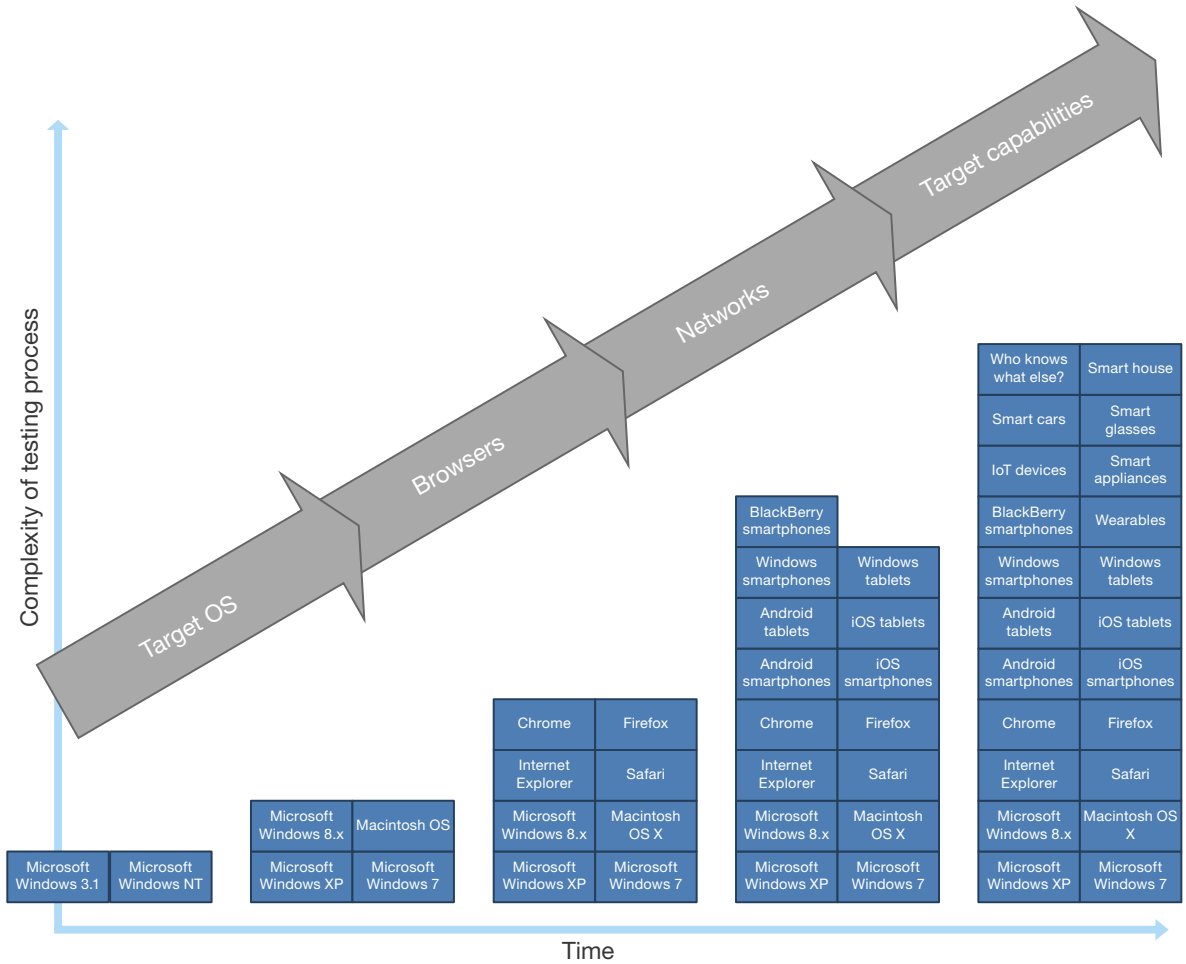 Complexity of testing process
Time
Target OS
Browsers
Networks
Target capabilities
Microsoft
Windows 3.1
Microsoft
Windows NT
Microsoft
Windows 8.x
Macintosh OS
Microsoft
Windows XP
Microsoft
Windows 7
Chrome
Firefox
Internet
Explorer
Safari
Microsoft
Windows 8.x
Macintosh
OS X
Microsoft
Windows XP
Microsoft
Windows 7
BlackBerry
smartphones
Windows
smartphones
Windows
tablets
Android
tablets
iOS tablets
Android
smartphones
iOS
smartphones
Chrome
Firefox
Internet
Explorer
Safari
Microsoft
Windows 8.x
Macintosh
OS X
Microsoft
Windows XP
Microsoft
Windows 7
Who knows
what else?
Smart house
Smart cars
Smart
glasses
IoT devices
Smart
appliances
BlackBerry
smartphones
Wearables
Windows
smartphones
Windows
tablets
Android
tablets
iOS tablets
Android
smartphones
iOS
smartphones
Chrome
Firefox
Internet
Explorer
Safari
Microsoft
Windows 8.x
Macintosh OS
X
Microsoft
Windows XP
Microsoft
Windows 7